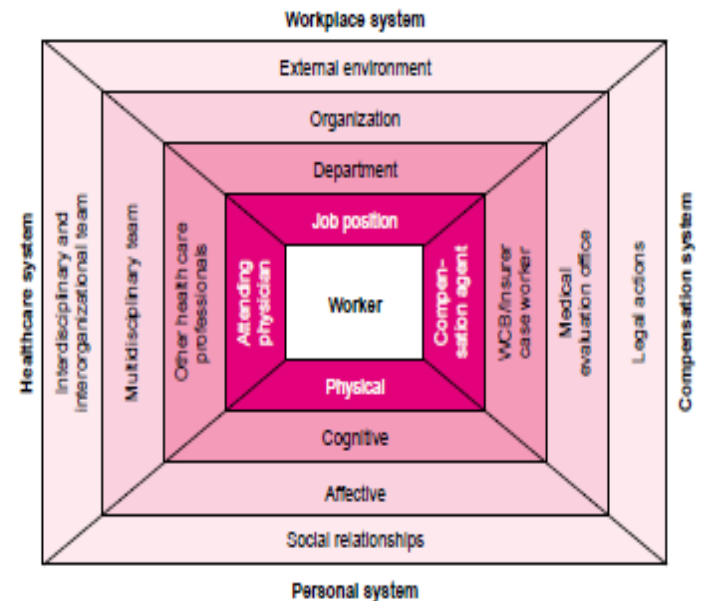 Workplace system
External environment
Organization
Department
Job position
Healthcare system
Interdisciplinary and
interorganizational team
Multidisciplinary team
Other health care
professionals
Attending
physician
Worker
Compen-
sation agent
WCB/insurer
case worker
Medical
evaluation office
Legal actions
Compensation system
Physical
Cognitive
Affective
Social relationships
Personal system